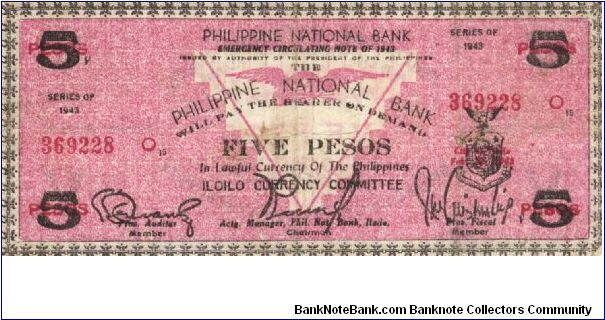 5 PHILIPPINE NATIONAL BANK 5
EMERGENCY CIRCULATING NOTE OF 1943
ISSUED BY AUTHORITY OF THE PRESIDENT OF THE PHILIPPINES
SERIES OF 1943
THE
SERIES OF 1943
PHILIPPINE NATIONAL BANK
WILL PAY THE BEARER ON DEMAND
369228 O15
369228 O15
FIVE PESOS
In Lawful Currency Of The Philippines
ILOILO CURRENCY COMMITTEE
5 PESOS 5
Prov. Auditor
Member
Actg. Manager, Phil. Natl. Bank, Iloilo.
Chairman
Prov. Fiscal
Member
BankNoteBank.com Banknote Collectors Community